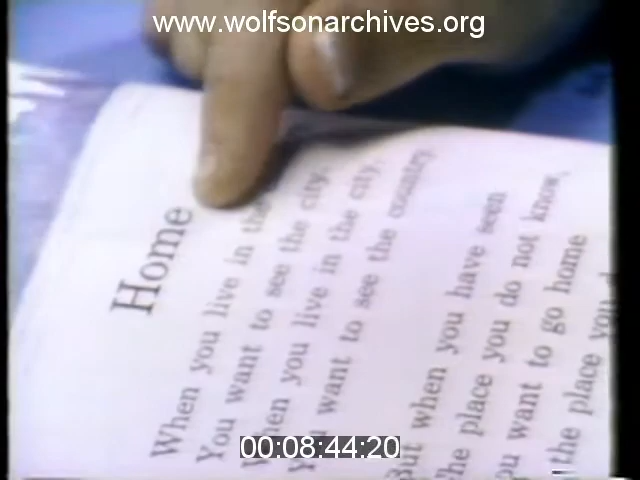 www.wolfsonarchives.org
Home
When you live in the
You want to see the city.
When you live in the city,
You want to see the country.
But when you have seen
The place you do not know,
You want to go home
the place you
00:08:44:20